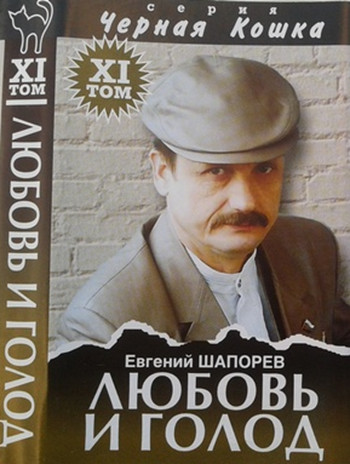 серия
Черная Кошка
XI
ТОМ
XI
ТОМ
ЛЮБОВЬ И ГОЛОД
Евгений ШАПОРЕВ
ЛЮБОВЬ
И ГОЛОД